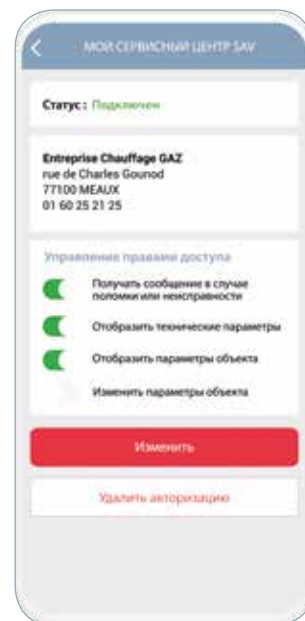 МОЙ СЕРВИСНЫЙ ЦЕНТР SAV
Статус : Подключен
Entreprise Chauffage GAZ
rue de Charles Gounod
77100 MEAUX
01 60 25 21 25
Управление правами доступа
Получать сообщение в случае
поломки или неисправности
Отобразить технические параметры
Отобразить параметры объекта
Изменить параметры объекта
Изменить
Удалить авторизацию